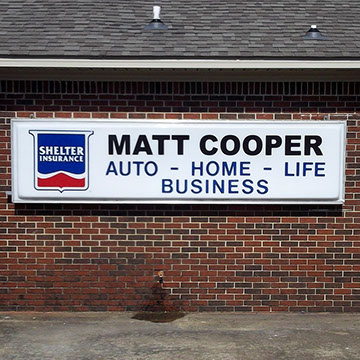 SHELTER
INSURANCE
MATT COOPER
AUTO - HOME - LIFE
BUSINESS